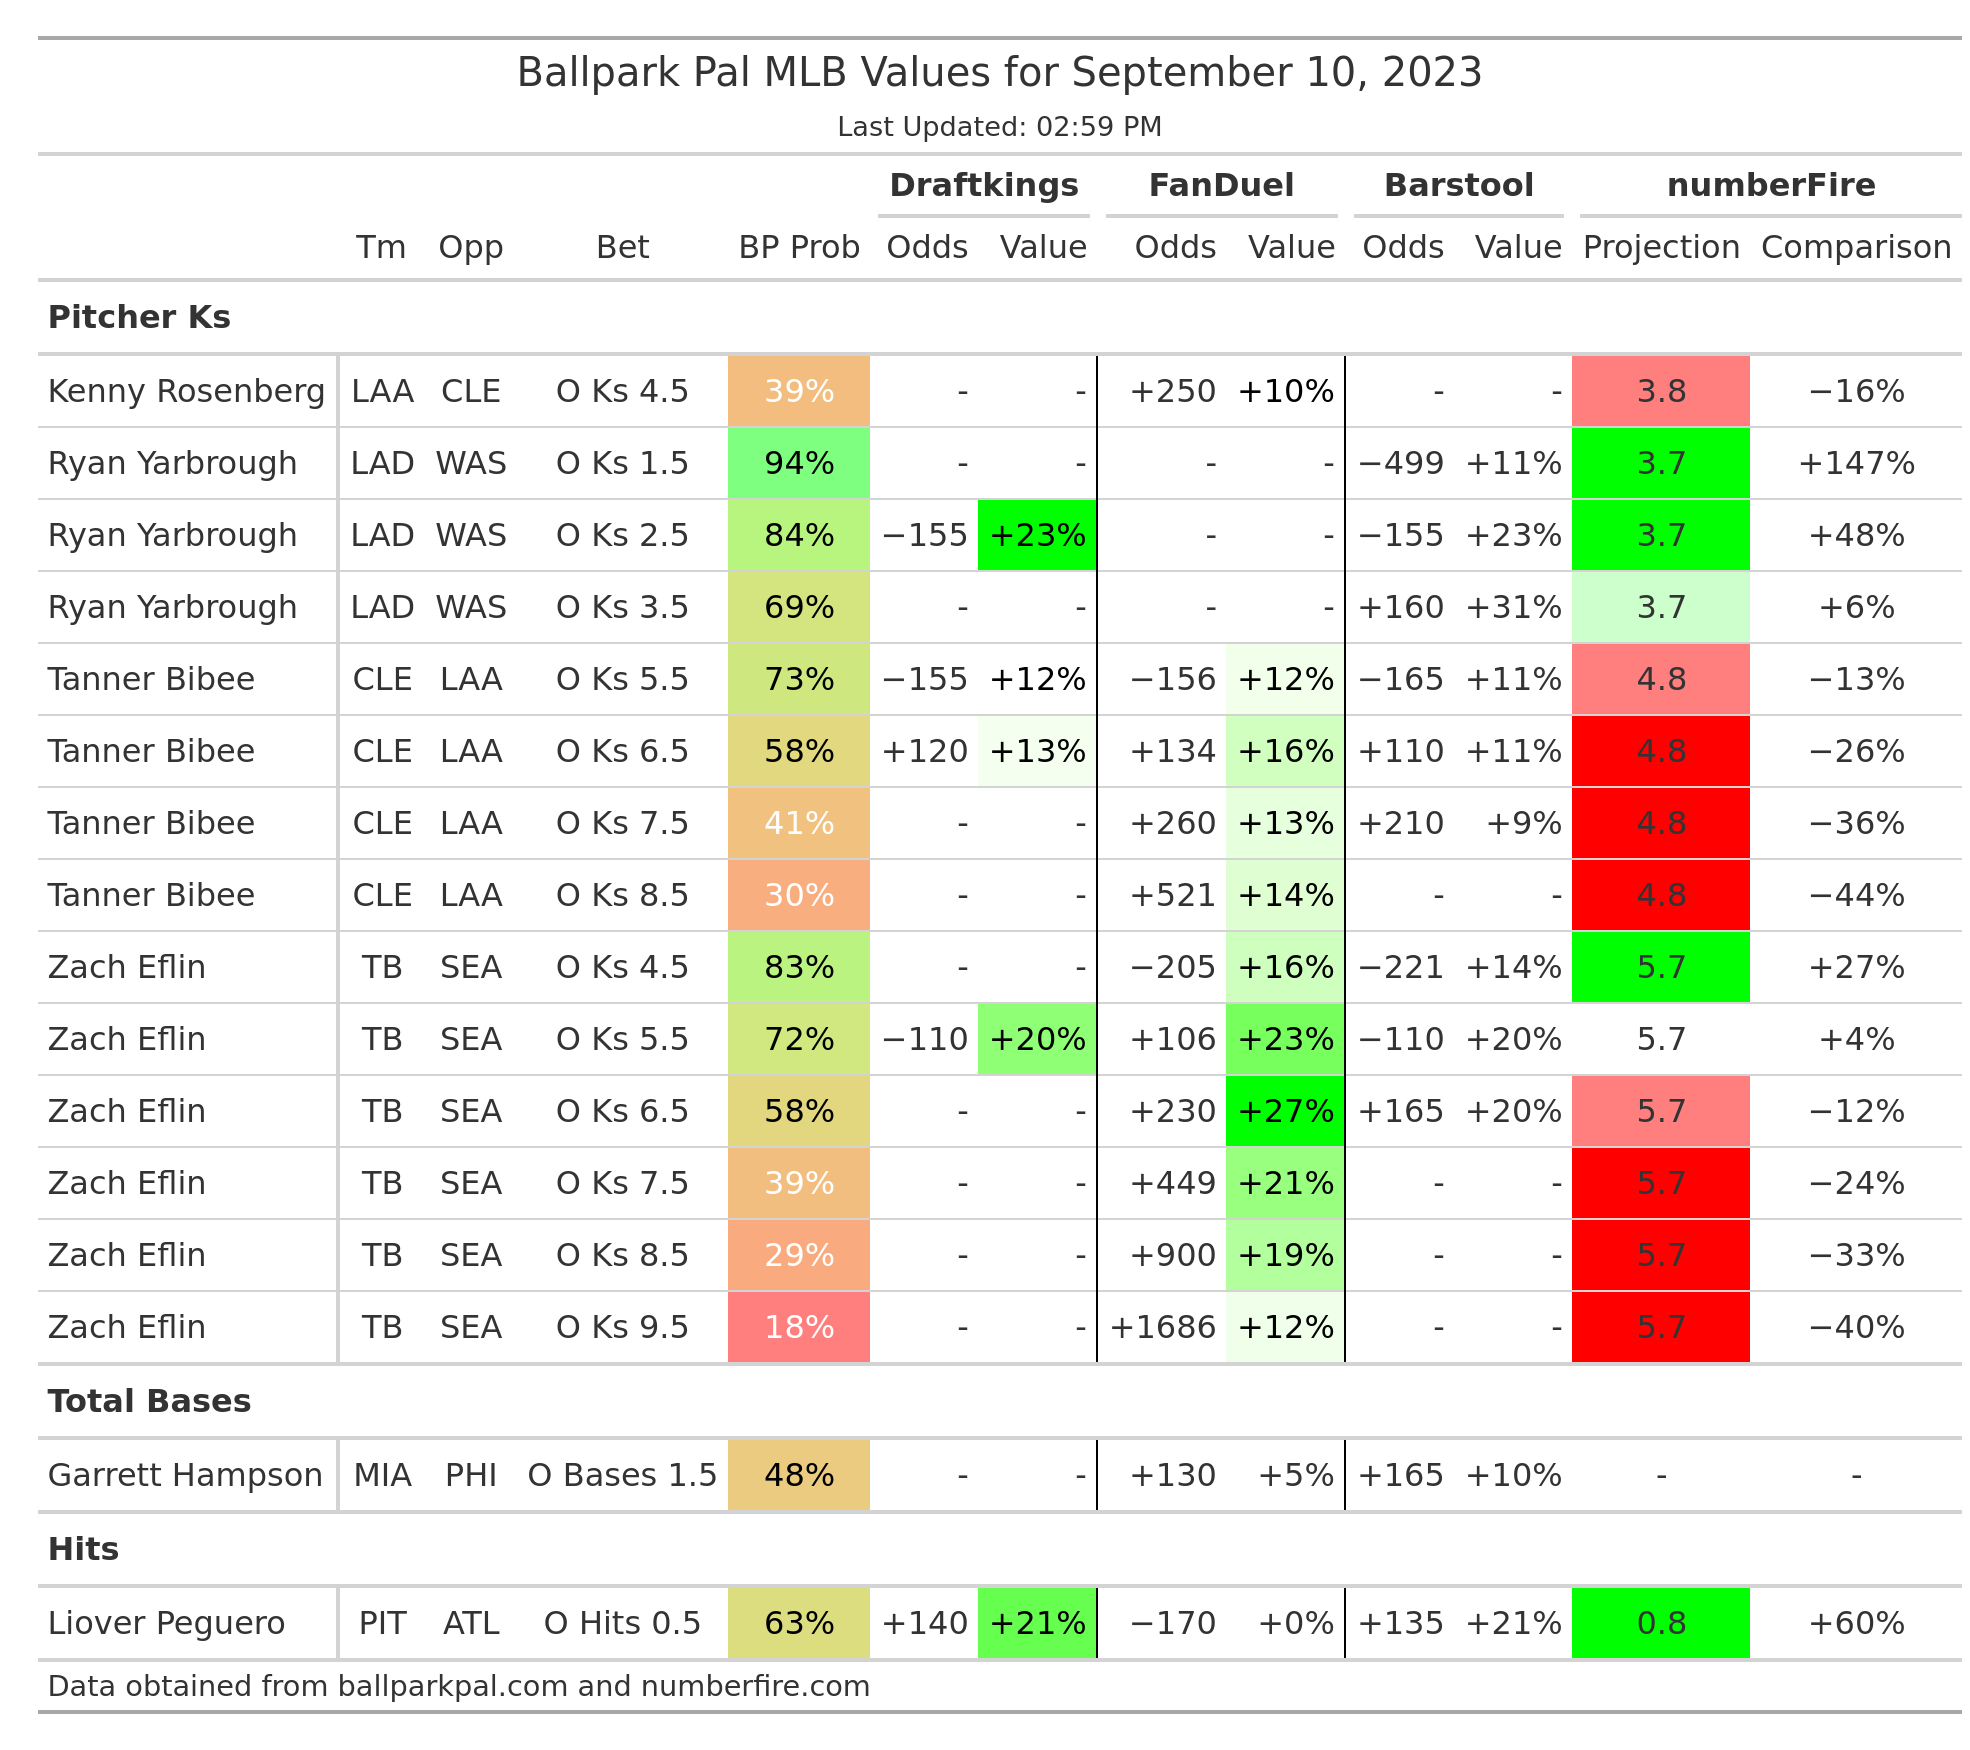 Ballpark Pal MLB Values for September 10, 2023
Last Updated: 02:59 PM
Draftkings FanDuel Barstool numberFire
Tm Opp Bet BP Prob Odds Value Odds Value Odds Value Projection Comparison
Pitcher Ks
Kenny Rosenberg LAA CLE O Ks 4.5 39% - - +250 +10% - - 3.8 −16%
Ryan Yarbrough LAD WAS O Ks 1.5 94% - - - - −499 +11% 3.7 +147%
Ryan Yarbrough LAD WAS O Ks 2.5 84% −155 +23% - - −155 +23% 3.7 +48%
Ryan Yarbrough LAD WAS O Ks 3.5 69% - - - - +160 +31% 3.7 +6%
Tanner Bibee CLE LAA O Ks 5.5 73% −155 +12% −156 +12% −165 +11% 4.8 −13%
Tanner Bibee CLE LAA O Ks 6.5 58% +120 +13% +134 +16% +110 +11% 4.8 −26%
Tanner Bibee CLE LAA O Ks 7.5 41% - - +260 +13% +210 +9% 4.8 −36%
Tanner Bibee CLE LAA O Ks 8.5 30% - - +521 +14% - - 4.8 −44%
Zach Eflin TB SEA O Ks 4.5 83% - - −205 +16% −221 +14% 5.7 +27%
Zach Eflin TB SEA O Ks 5.5 72% −110 +20% +106 +23% −110 +20% 5.7 +4%
Zach Eflin TB SEA O Ks 6.5 58% - - +230 +27% +165 +20% 5.7 −12%
Zach Eflin TB SEA O Ks 7.5 39% - - +449 +21% - - 5.7 −24%
Zach Eflin TB SEA O Ks 8.5 29% - - +900 +19% - - 5.7 −33%
Zach Eflin TB SEA O Ks 9.5 18% - - +1686 +12% - - 5.7 −40%
Total Bases
Garrett Hampson MIA PHI O Bases 1.5 48% - - +130 +5% +165 +10% - -
Hits
Liover Peguero PIT ATL O Hits 0.5 63% +140 +21% −170 +0% +135 +21% 0.8 +60%
Data obtained from ballparkpal.com and numberfire.com